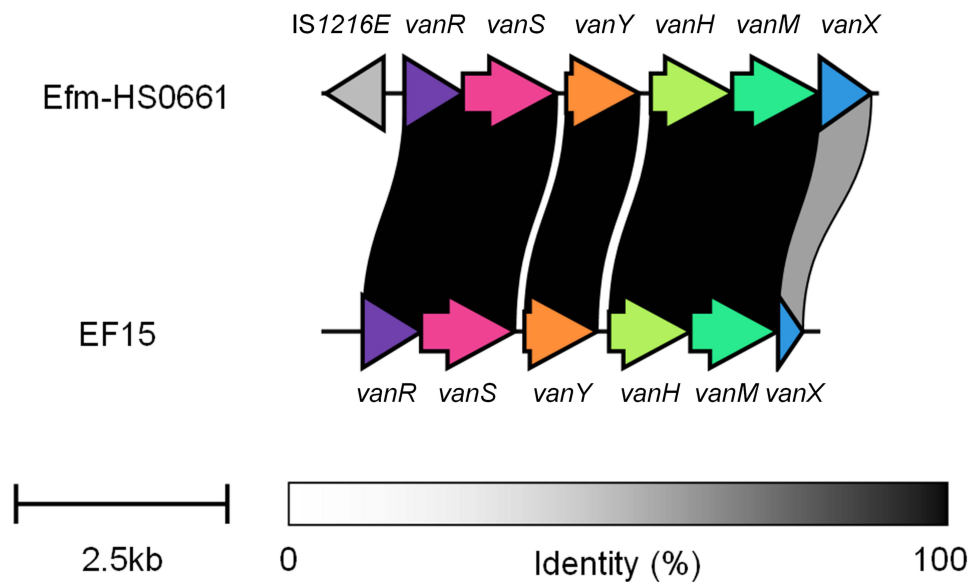 IS1216E vanR vanS vanY vanH vanM vanX
Efm-HS0661
EF15
vanR vanS vanY vanH vanM vanX
2.5kb
0 Identity (%) 100